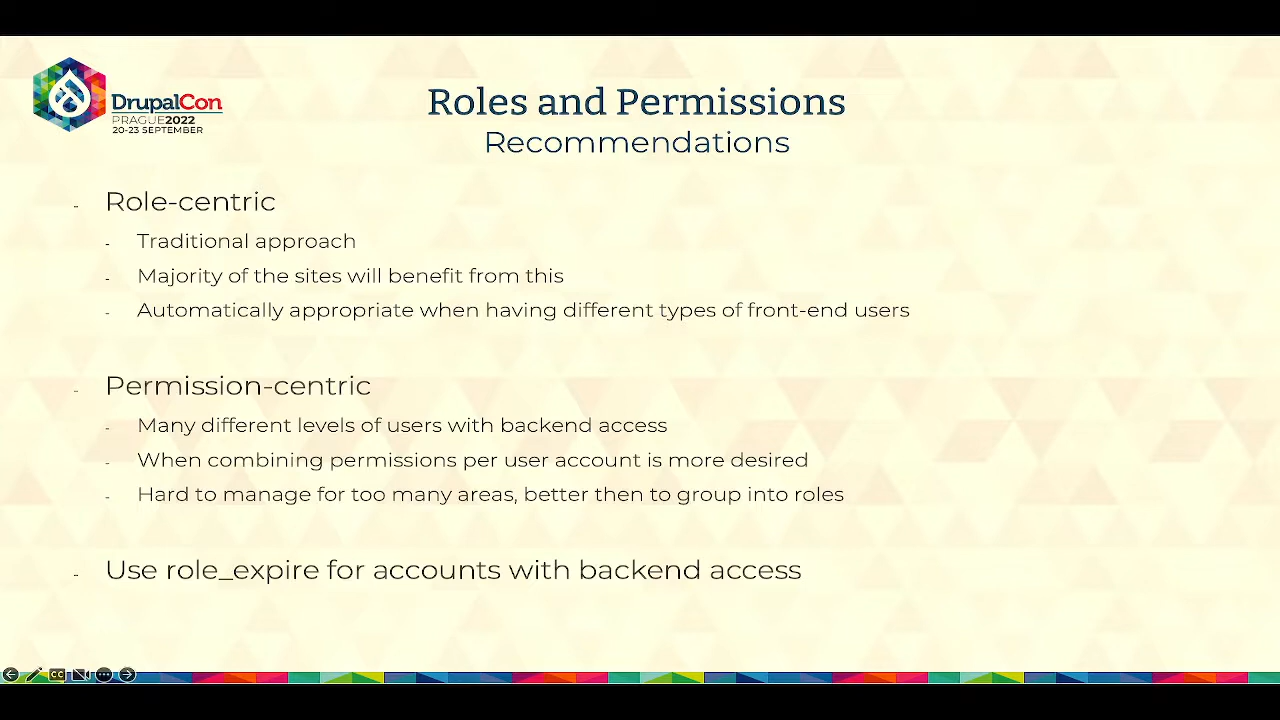 DrupalCon
PRAGUE2022
20-23 SEPTEMBER
Roles and Permissions
Recommendations
- Role-centric
- Traditional approach
- Majority of the sites will benefit from this
- Automatically appropriate when having different types of front-end users
- Permission-centric
- Many different levels of users with backend access
- When combining permissions per user account is more desired
- Hard to manage for too many areas, better then to group into roles
- Use role_expire for accounts with backend access
CC